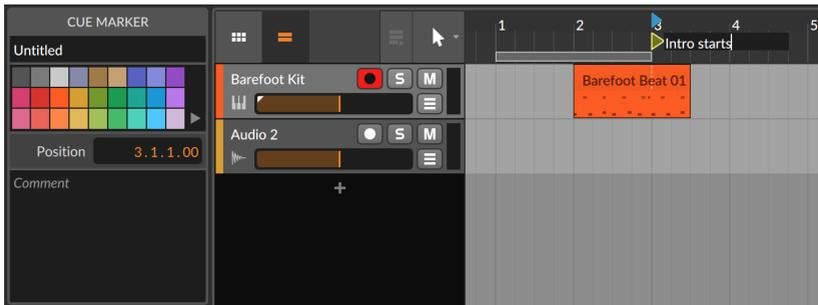 CUE MARKER
Untitled
Position 3.1.1.00
Comment
1 2 3 4 5
Intro starts
Barefoot Kit S M
Barefoot Beat 01
Audio 2 S M
+